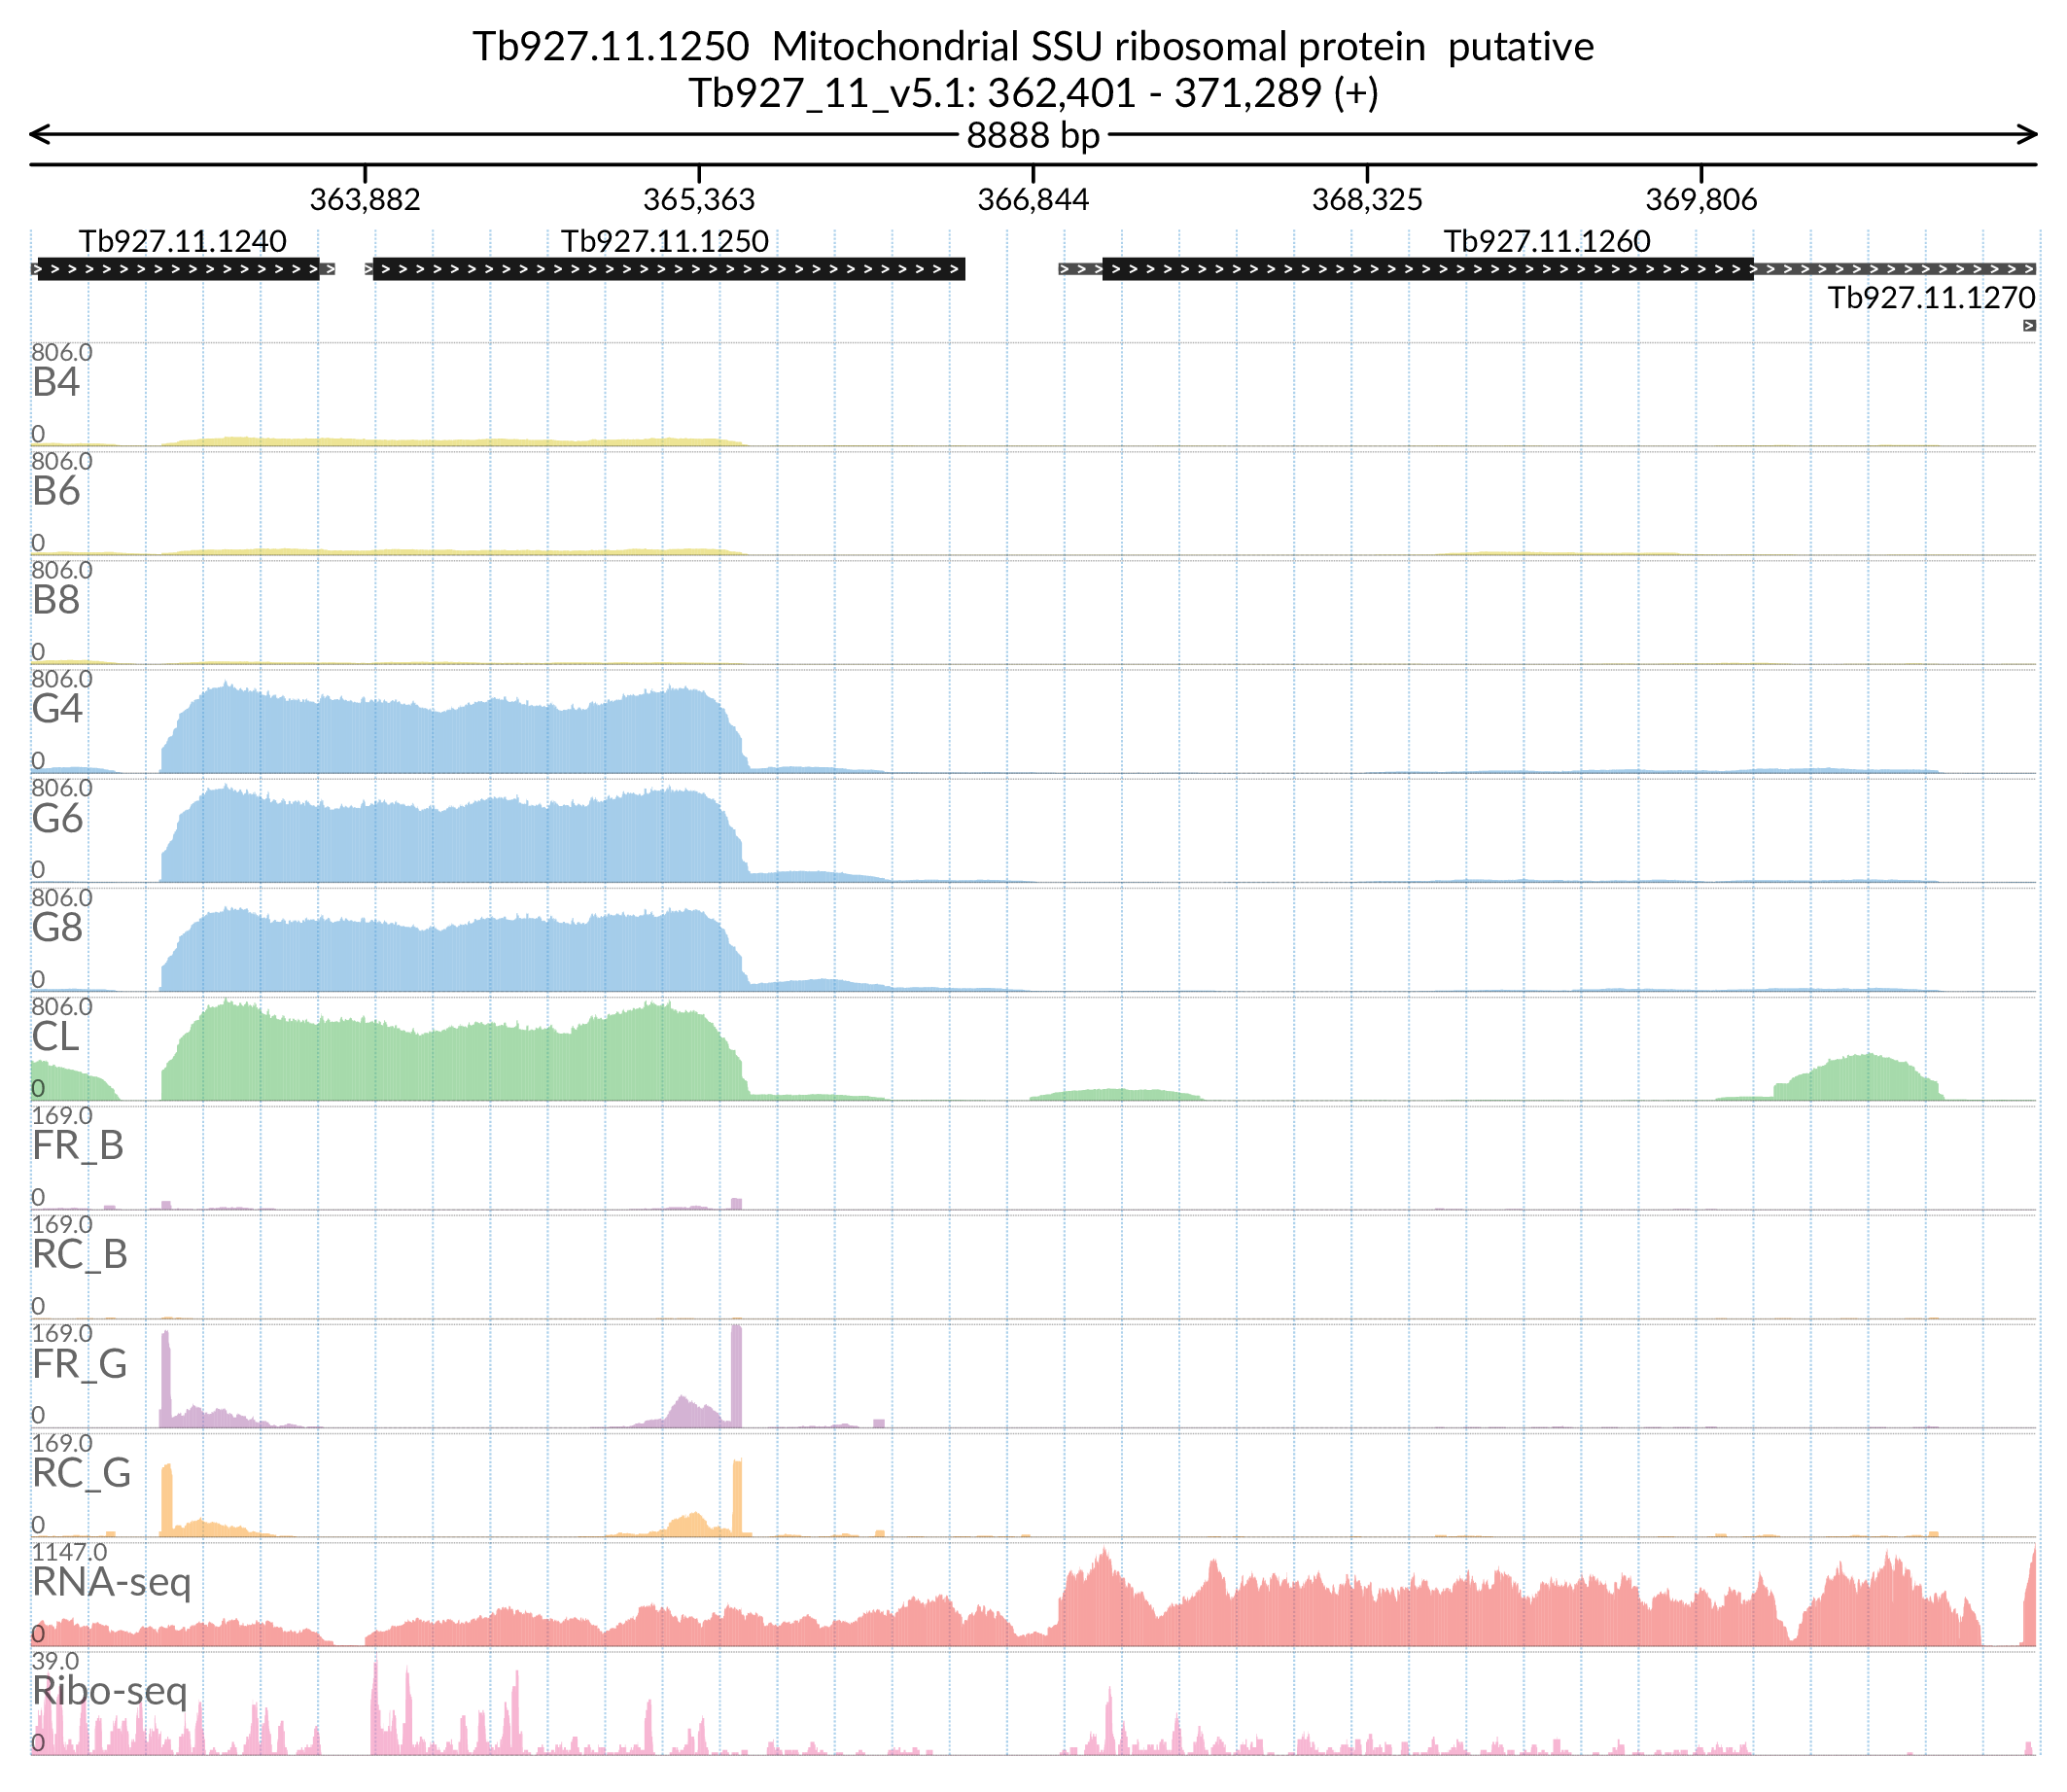 Tb927.11.1250  Mitochondrial SSU ribosomal protein  putative
Tb927_11_v5.1: 362,401 - 371,289 (+)
8888 bp
363,882 365,363 366,844 368,325 369,806
Tb927.11.1240 Tb927.11.1250 Tb927.11.1260
Tb927.11.1270
806.0
B4
0
806.0
B6
0
806.0
B8
0
806.0
G4
0
806.0
G6
0
806.0
G8
0
806.0
CL
0
169.0
FR_B
0
169.0
RC_B
0
169.0
FR_G
0
169.0
RC_G
0
1147.0
RNA-seq
0
39.0
Ribo-seq
0